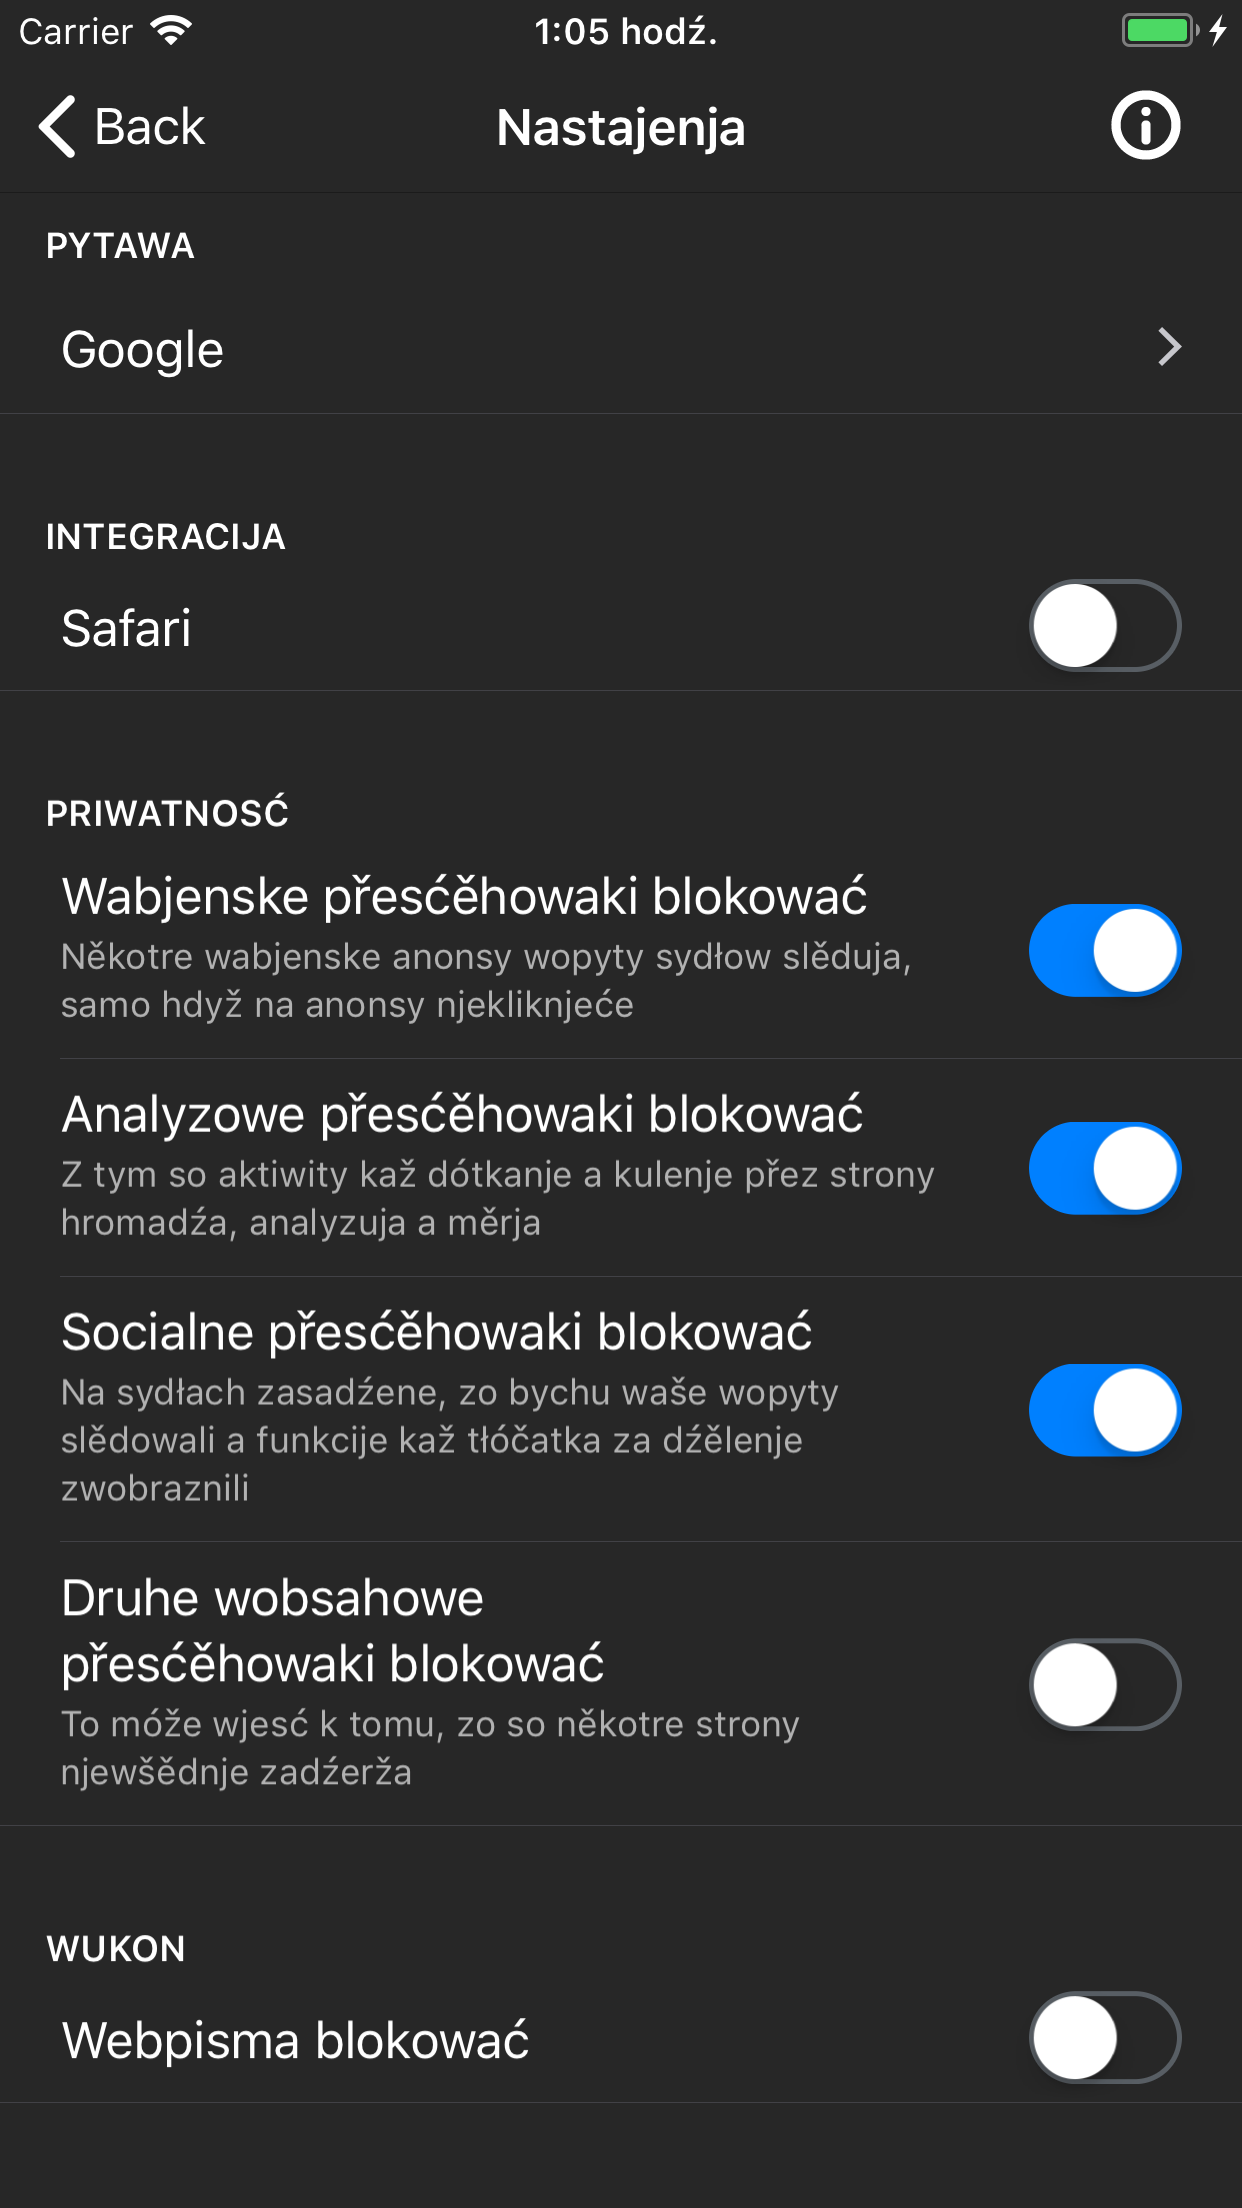 Carrier
1:05 hodź.
Back
Nastajenja
PYTAWA
Google
INTEGRACIJA
Safari
PRIWATNOSĆ
Wabjenske přesćěhowaki blokować
Někotre wabjenske anonsy wopyty sydłow slěduja,
samo hdyž na anonsy njekliknjeće
Analyzowe přesćěhowaki blokować
Z tym so aktiwity kaž dótkanje a kulenje přez strony
hromadźa, analyzuja a měrja
Socialne přesćěhowaki blokować
Na sydłach zasadźene, zo bychu waše wopyty
slědowali a funkcije kaž tłóčatka za dźělenje
zwobraznili
Druhe wobsahowe
přesćěhowaki blokować
To móže wjesć k tomu, zo so někotre strony
njewšědnje zadźerža
WUKON
Webpisma blokować